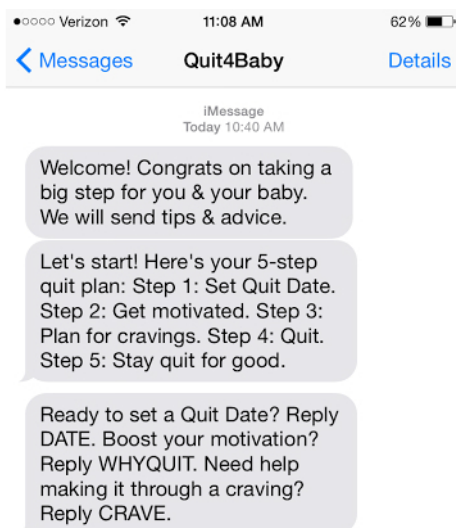 Verizon 11:08 AM 62%
Messages Quit4Baby Details
iMessage
Today 10:40 AM
Welcome! Congrats on taking a
big step for you & your baby.
We will send tips & advice.
Let's start! Here's your 5-step
quit plan: Step 1: Set Quit Date.
Step 2: Get motivated. Step 3:
Plan for cravings. Step 4: Quit.
Step 5: Stay quit for good.
Ready to set a Quit Date? Reply
DATE. Boost your motivation?
Reply WHYQUIT. Need help
making it through a craving?
Reply CRAVE.